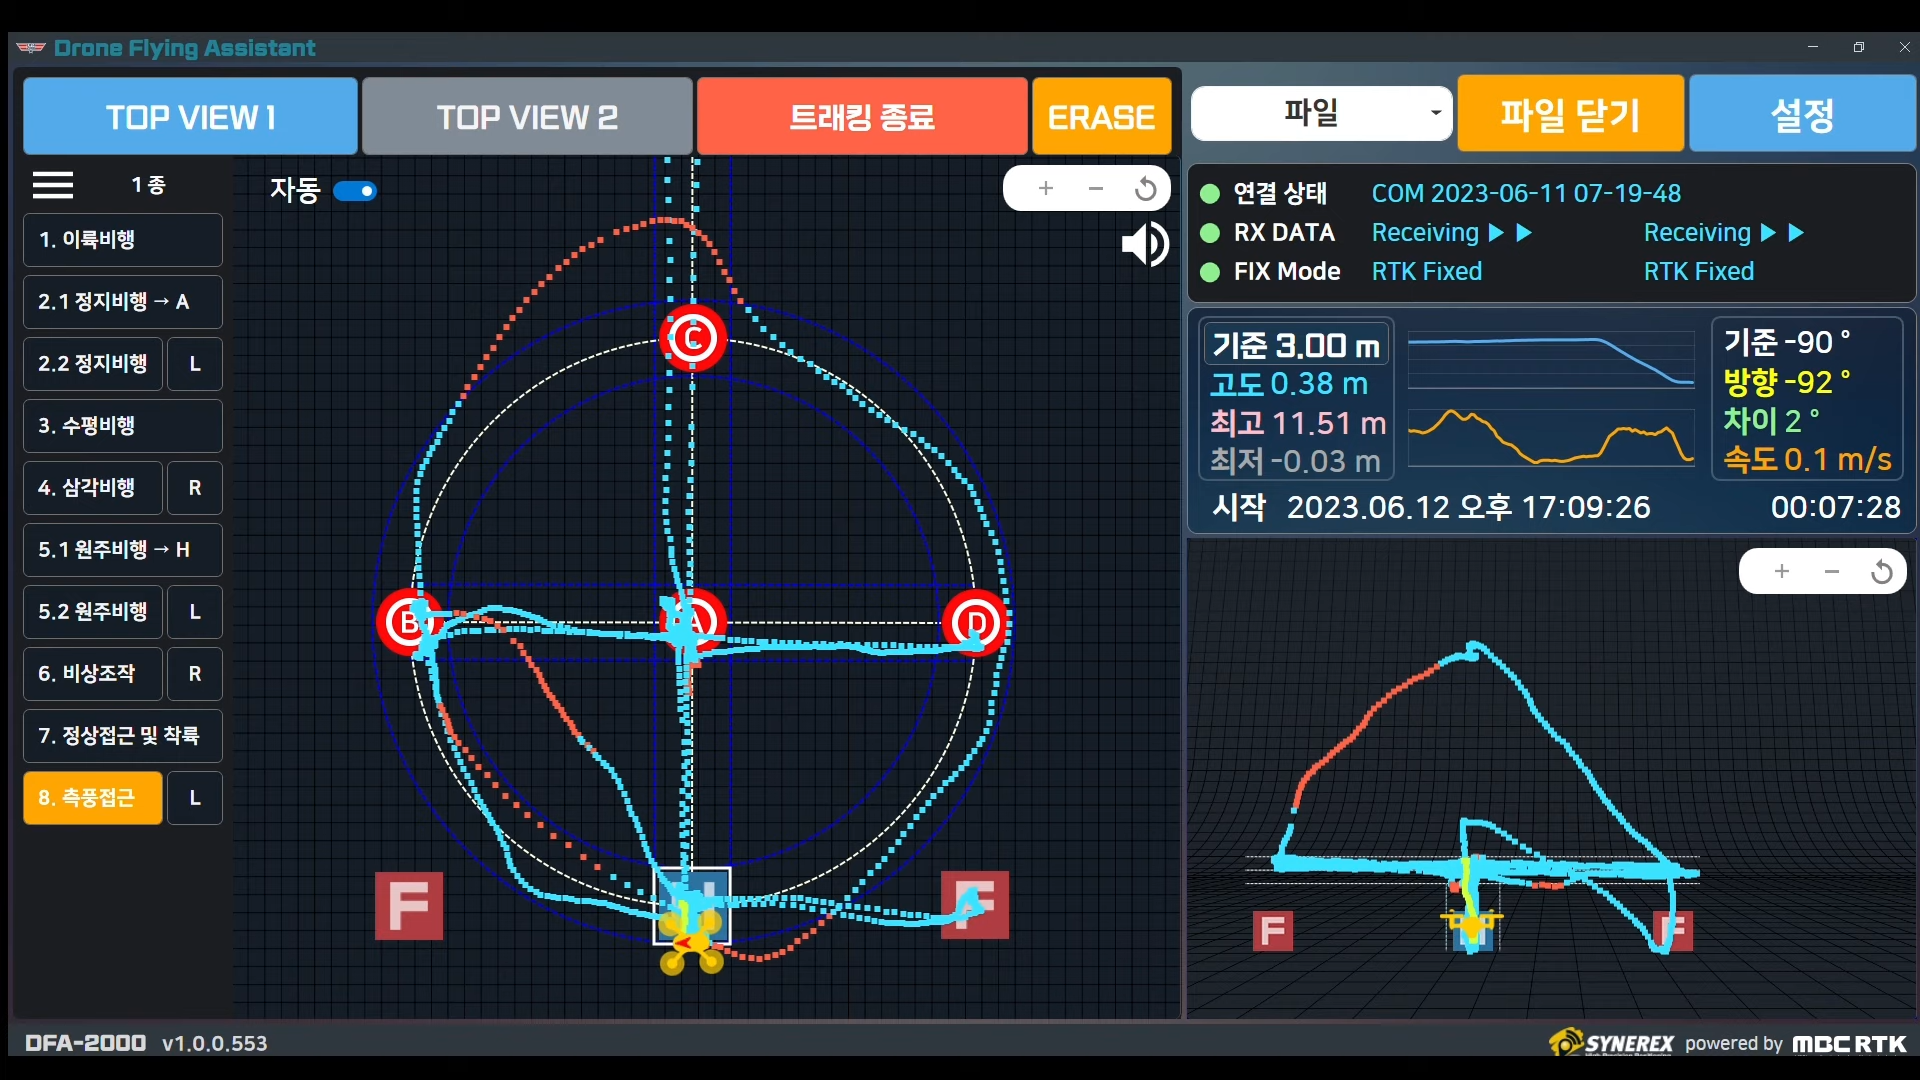 Drone Flying Assistant
TOP VIEW 1
TOP VIEW 2
트래킹 종료
ERASE
파일
파일 닫기
설정
1 종
자동
1. 이륙비행
2.1 정지비행 → A
2.2 정지비행
L
3. 수평비행
4. 삼각비행
R
5.1 원주비행 → H
5.2 원주비행
L
6. 비상조작
R
7. 정상접근 및 착륙
8. 측풍접근
L
C
B
A
D
F
H
F
연결 상태 COM 2023-06-11 07-19-48
RX DATA Receiving ▶ ▶ Receiving ▶ ▶
FIX Mode RTK Fixed RTK Fixed
기준 3.00 m
고도 0.38 m
최고 11.51 m
최저 -0.03 m
기준 -90 °
방향 -92 °
차이 2 °
속도 0.1 m/s
시작 2023.06.12 오후 17:09:26 00:07:28
F
H
F
DFA-2000 v1.0.0.553
SYNEREX powered by MBC RTK